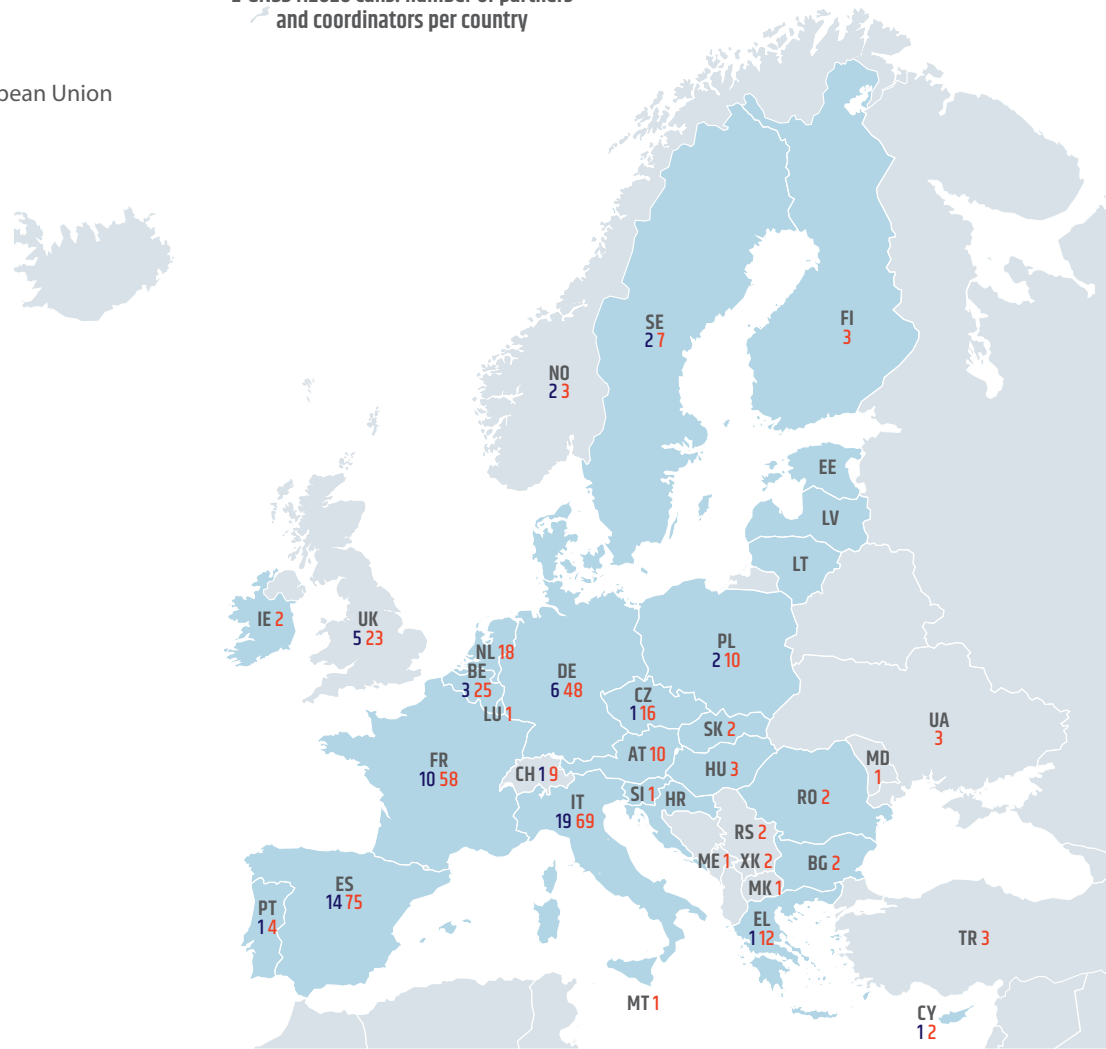 and coordinators per country
pean Union
SE
2 7
FI
3
NO
2 3
EE
LV
LT
IE 2
UK
5 23
NL 18
BE
3 25
LU 1
DE
6 48
PL
2 10
CZ
1 16
SK 2
UA
3
FR
10 58
CH 1 9
AT 10
HU 3
MD
1
IT
19 69
SI 1
HR
RO 2
RS 2
ME 1
XK 2
BG 2
MK 1
ES
14 75
PT
1 4
EL
1 12
TR 3
MT 1
CY
1 2